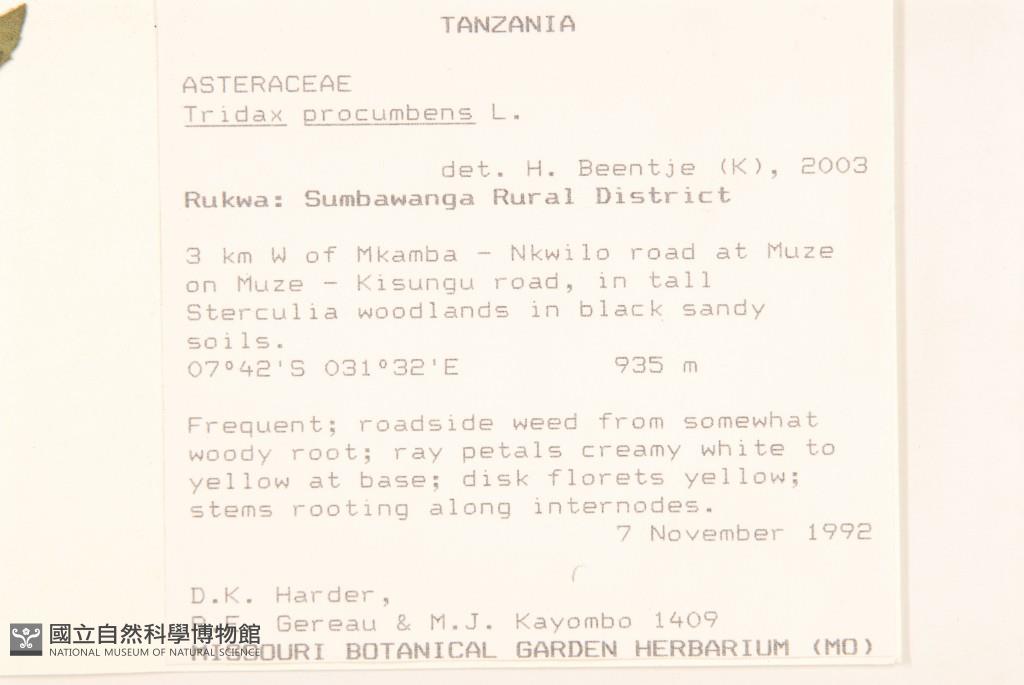 TANZANIA
ASTERACEAE
Tridax procumbens L.
det. H. Beentje (K), 2003
Rukwa: Sumbawanga Rural District
3 km W of Mkamba - Nkwilo road at Muze
on Muze - Kisungu road, in tall
Sterculia woodlands in black sandy
soils.
07°42'S 031°32'E 935 m
Frequent; roadside weed from somewhat
woody root; ray petals creamy white to
yellow at base; disk florets yellow;
stems rooting along internodes.
7 November 1992
D.K. Harder,
Gereau & M.J. Kayombo 1409
MISSOURI BOTANICAL GARDEN HERBARIUM (MO)
國立自然科學博物館
NATIONAL MUSEUM OF NATURAL SCIENCE